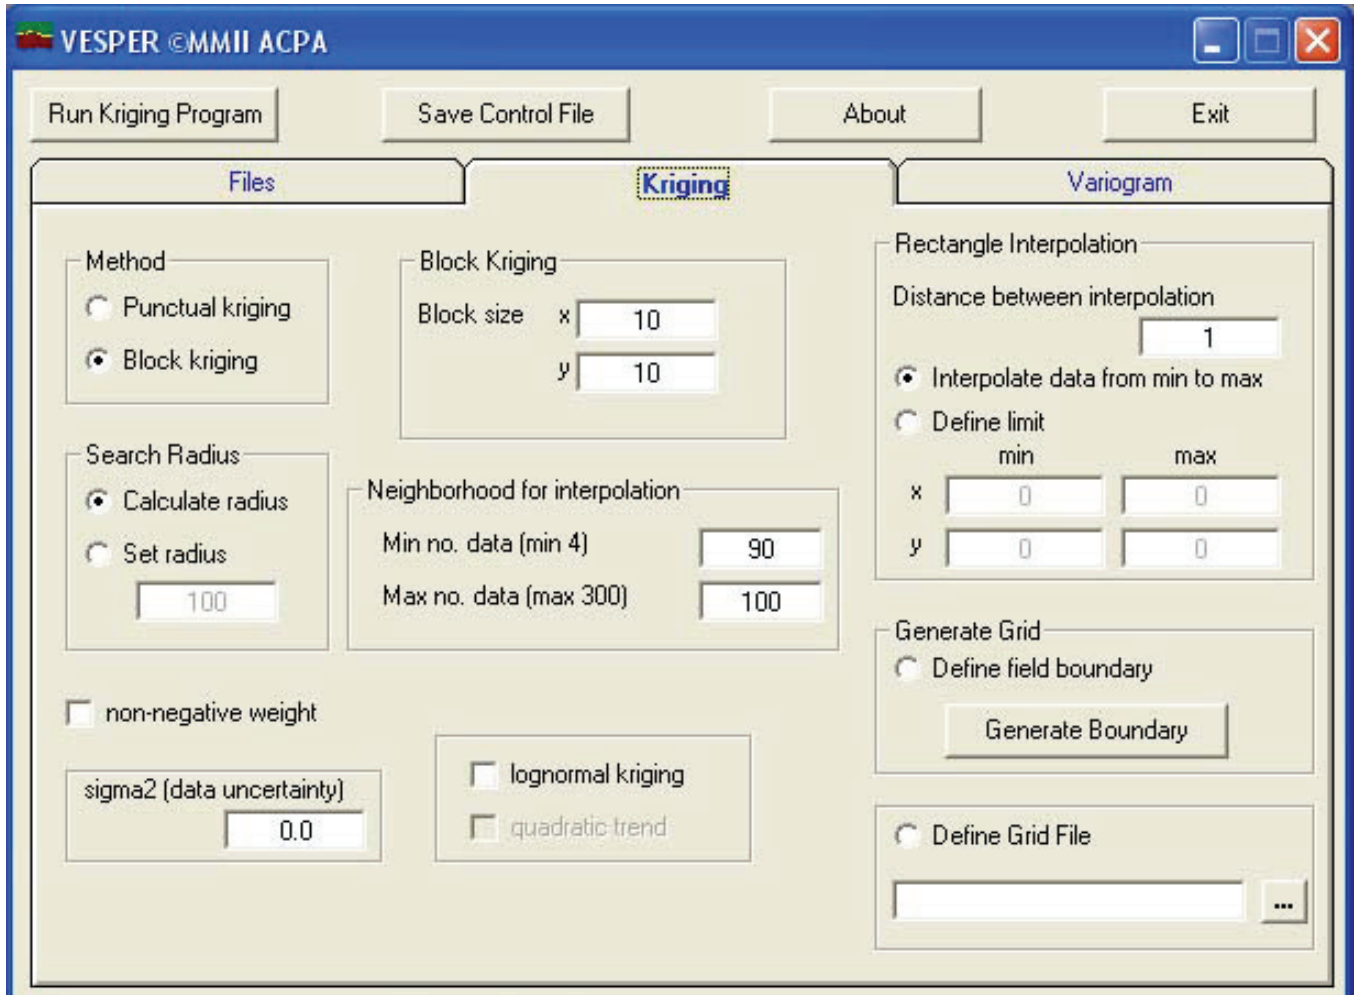 VESPER ©MMII ACPA
Run Kriging Program
Save Control File
About
Exit
Files
Kriging
Variogram
Method
Punctual kriging
Block kriging
Block Kriging
Block size x 10
y 10
Rectangle Interpolation
Distance between interpolation
1
Interpolate data from min to max
Define limit
min max
x 0 0
y 0 0
Search Radius
Calculate radius
Set radius
100
Neighborhood for interpolation
Min no. data (min 4) 90
Max no. data (max 300) 100
Generate Grid
Define field boundary
Generate Boundary
non-negative weight
sigma2 (data uncertainty)
0.0
lognormal kriging
quadratic trend
Define Grid File
...